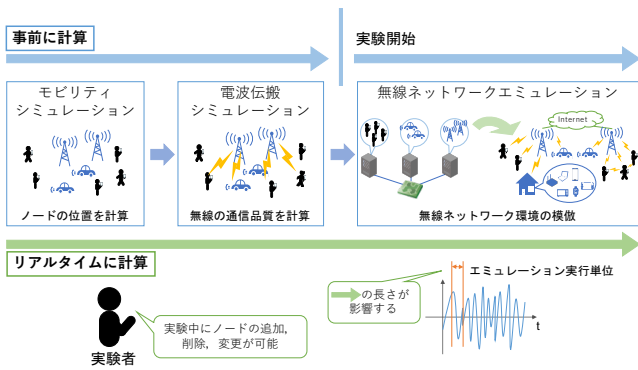 事前に計算
実験開始
モビリティ
シミュレーション
ノードの位置を計算
電波伝搬
シミュレーション
無線の通信品質を計算
無線ネットワークエミュレーション
Internet
無線ネットワーク環境の模倣
リアルタイムに計算
実験者
実験中にノードの追加,
削除, 変更が可能
の長さが
影響する
エミュレーション実行単位
t